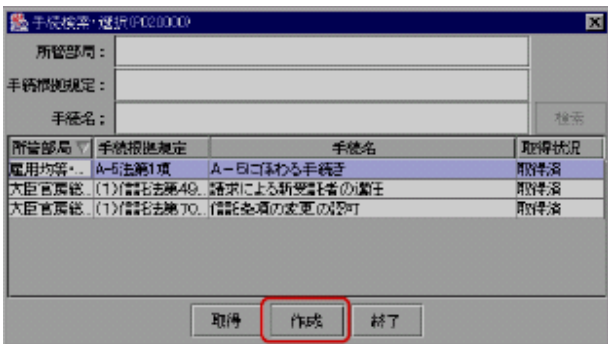 手続検索・選択(P020000)
所管部局：
手続根拠規定：
手続名：
検索
所管部局 ▽ 手続根拠規定 手続名 取得状況
雇用均等・... A-5法第1項 A－5に係わる手続き 取得済
大臣官房総... (1)信託法第49... 請求による新受託者の選任 取得済
大臣官房総... (1)信託法第70... 信託条項の変更の認可 取得済
取得 作成 終了